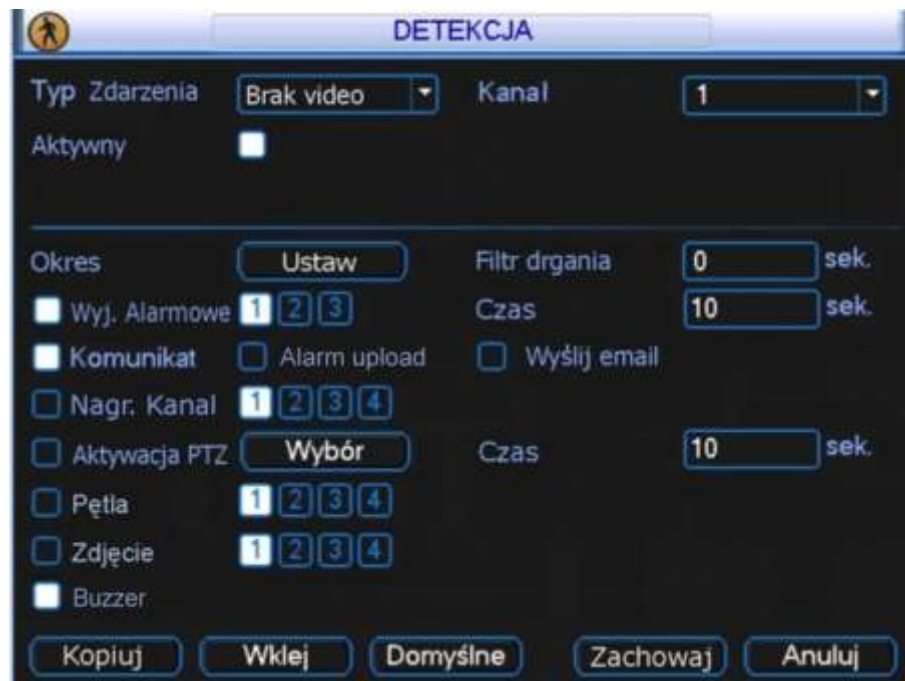 DETEKCJA
Typ Zdarzenia Brak video Kanal 1
Aktywny
Okres Ustaw Filtr drgania 0 sek.
Wyj. Alarmowe 1 2 3 Czas 10 sek.
Komunikat Alarm upload Wyślij email
Nagr. Kanal 1 2 3 4
Aktywacja PTZ Wybór Czas 10 sek.
Pętla 1 2 3 4
Zdjęcie 1 2 3 4
Buzzer
Kopiuj Wklej Domyślne Zachowaj Anuluj